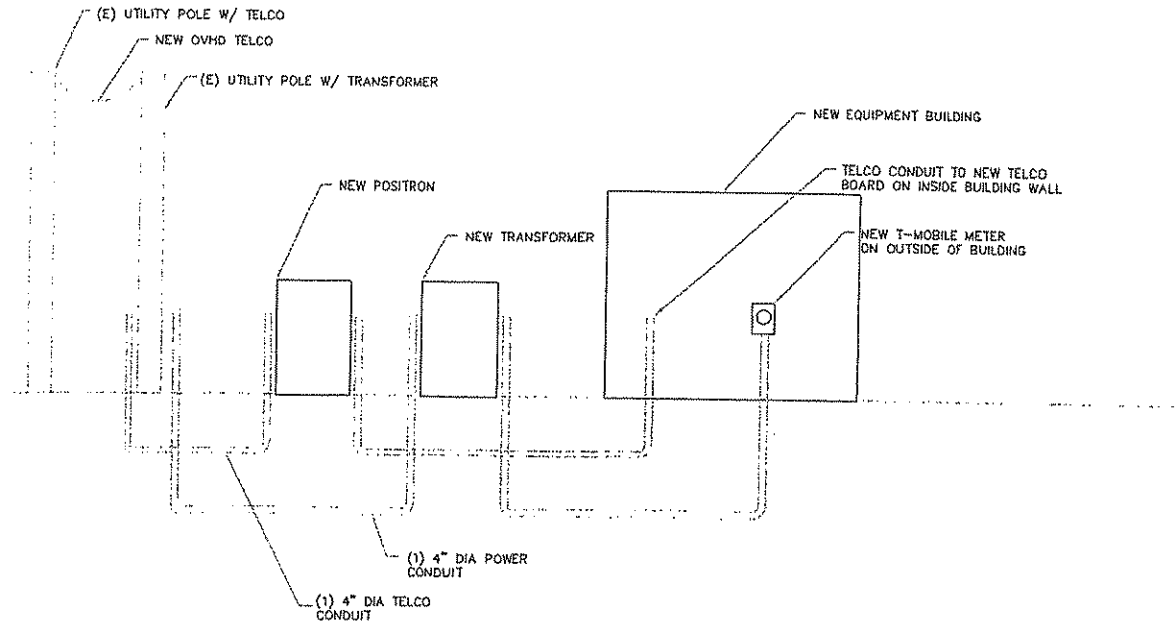 (E) UTILITY POLE W/ TELCO
NEW OVHD TELCO
(E) UTILITY POLE W/ TRANSFORMER
NEW EQUIPMENT BUILDING
TELCO CONDUIT TO NEW TELCO
BOARD ON INSIDE BUILDING WALL
NEW POSITRON
NEW TRANSFORMER
NEW T-MOBILE METER
ON OUTSIDE OF BUILDING
(1) 4" DIA POWER
CONDUIT
(1) 4" DIA TELCO
CONDUIT